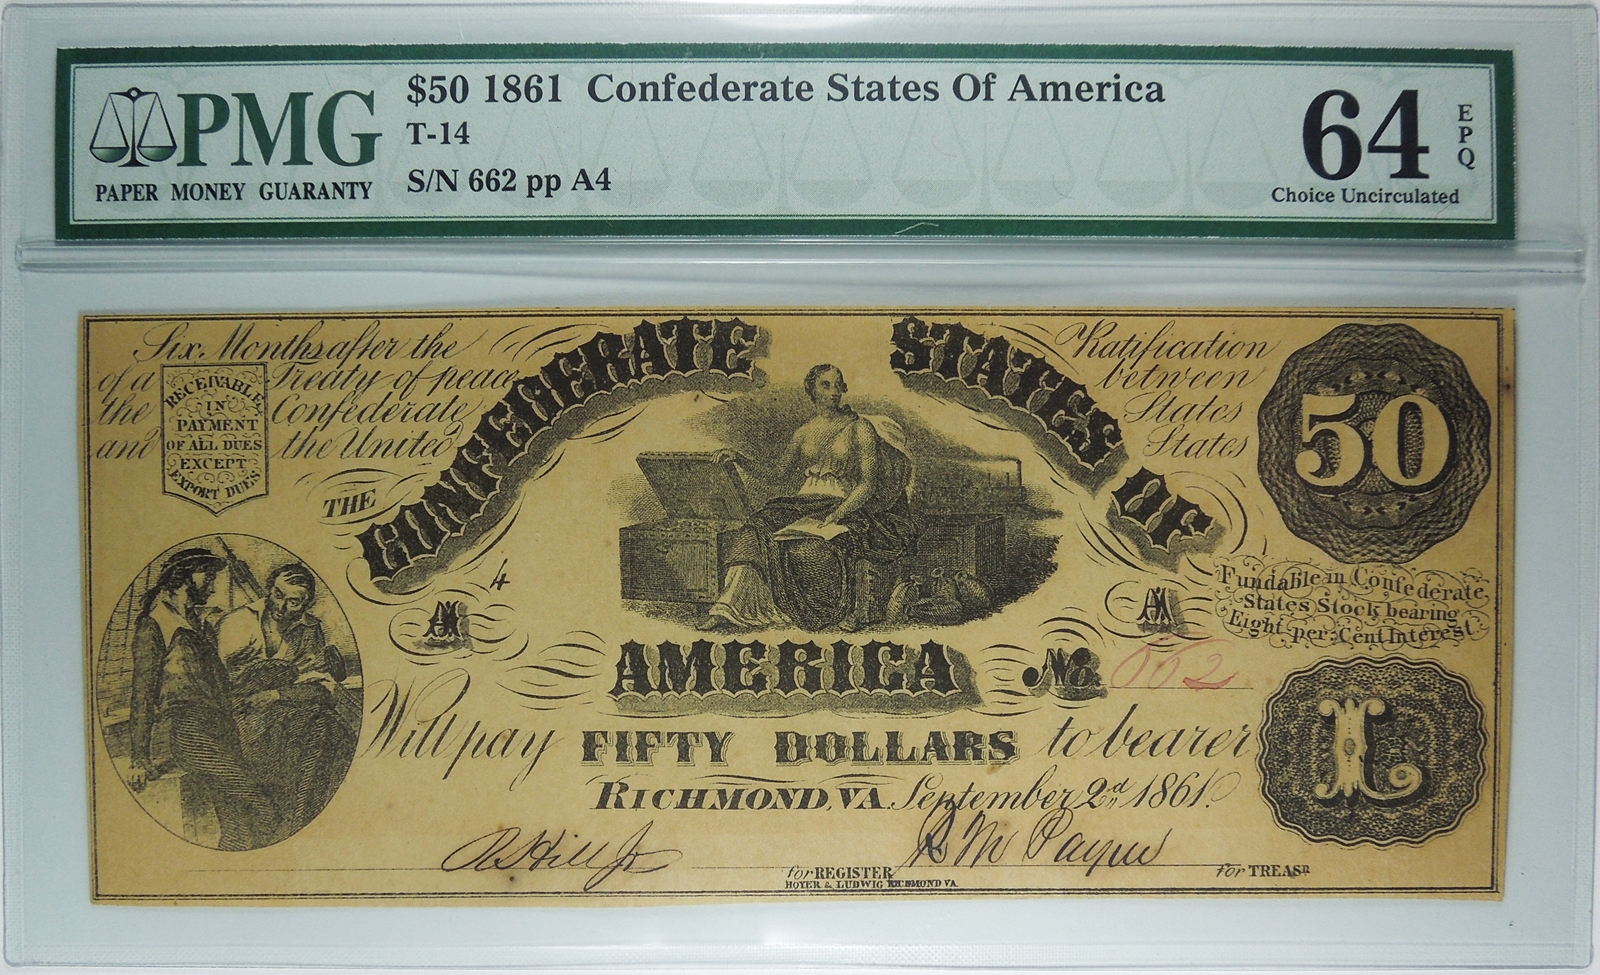 PMG
PAPER MONEY GUARANTY
$50 1861 Confederate States Of America
T-14
S/N 662 pp A4
64
EPQ
Choice Uncirculated
Six Months after the Ratification
of a Treaty of peace between
the Confederate States
and the United States
RECEIVABLE
IN
PAYMENT
OF ALL DUES
EXCEPT
EXPORT DUES
50
THE
CONFEDERATE STATES OF
AMERICA
4
A A
Fundable in Confederate
States Stock bearing
Eight per Cent Interest
No. 662
Will pay FIFTY DOLLARS to bearer
L
RICHMOND, VA. September 2d, 1861.
R Hill Jr
R M Payne
for REGISTER
for TREASR
HOYER & LUDWIG RICHMOND VA.